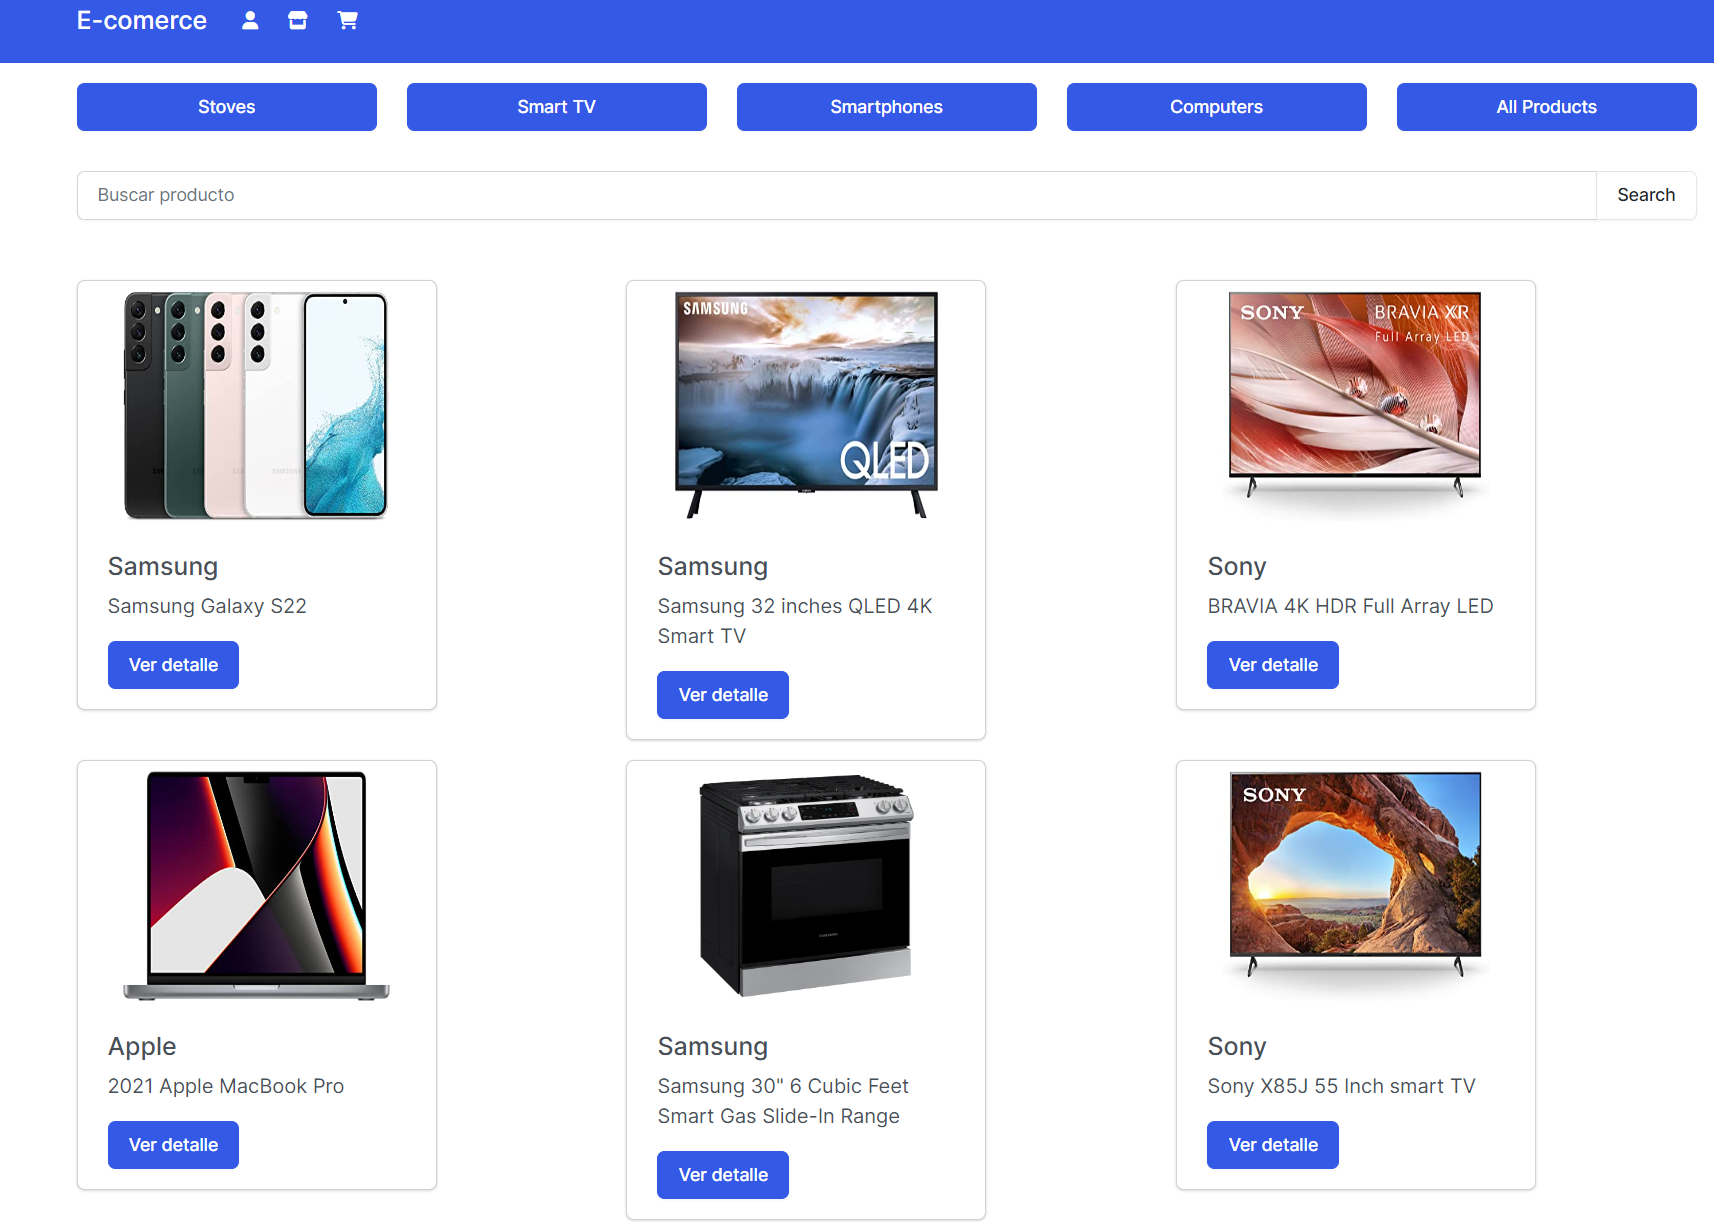 E-comerce
Stoves
Smart TV
Smartphones
Computers
All Products
Buscar producto
Search
SAMSUNG
QLED
SONY
BRAVIA XR
Full Array LED
Samsung
Samsung Galaxy S22
Ver detalle
Samsung
Samsung 32 inches QLED 4K
Smart TV
Ver detalle
Sony
BRAVIA 4K HDR Full Array LED
Ver detalle
SONY
Apple
2021 Apple MacBook Pro
Ver detalle
Samsung
Samsung 30" 6 Cubic Feet
Smart Gas Slide-In Range
Ver detalle
Sony
Sony X85J 55 Inch smart TV
Ver detalle